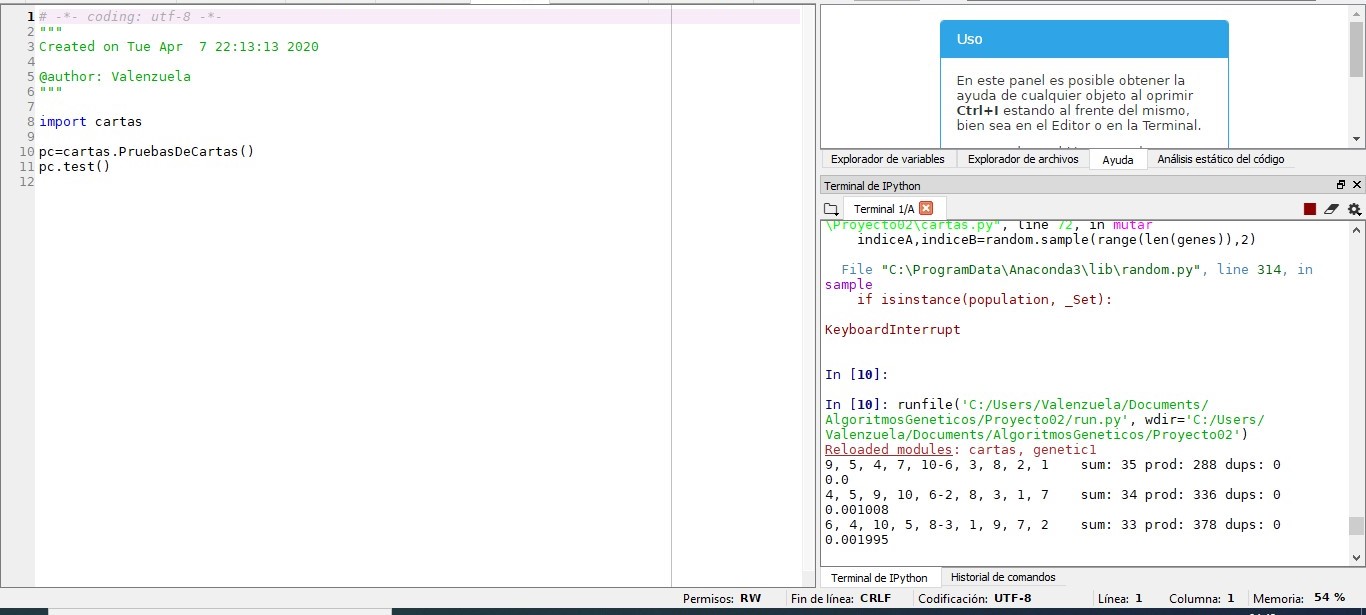 1 # -*- coding: utf-8 -*-
2 """
3 Created on Tue Apr  7 22:13:13 2020
4
5 @author: Valenzuela
6 """
7
8 import cartas
9
10 pc=cartas.PruebasDeCartas()
11 pc.test()
12
Uso
En este panel es posible obtener la
ayuda de cualquier objeto al oprimir
Ctrl+I estando al frente del mismo,
bien sea en el Editor o en la Terminal.
Explorador de variables Explorador de archivos Ayuda Análisis estático del código
Terminal de IPython
Terminal 1/A
\Proyecto02\cartas.py", line 72, in mutar
indiceA,indiceB=random.sample(range(len(genes)),2)
File "C:\ProgramData\Anaconda3\lib\random.py", line 314, in
sample
if isinstance(population, _Set):
KeyboardInterrupt
In [10]:
In [10]: runfile('C:/Users/Valenzuela/Documents/
AlgoritmosGeneticos/Proyecto02/run.py', wdir='C:/Users/
Valenzuela/Documents/AlgoritmosGeneticos/Proyecto02')
Reloaded modules: cartas, genetic1
9, 5, 4, 7, 10-6, 3, 8, 2, 1    sum: 35 prod: 288 dups: 0
0.0
4, 5, 9, 10, 6-2, 8, 3, 1, 7    sum: 34 prod: 336 dups: 0
0.001008
6, 4, 10, 5, 8-3, 1, 9, 7, 2    sum: 33 prod: 378 dups: 0
0.001995
Terminal de IPython Historial de comandos
Permisos: RW Fin de línea: CRLF Codificación: UTF-8 Línea: 1 Columna: 1 Memoria: 54 %